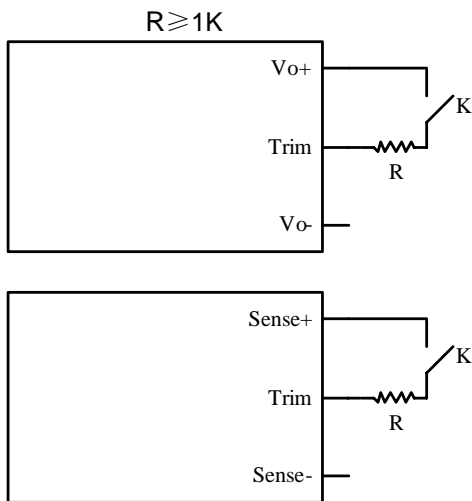 R≥1K
Vo+
K
Trim
R
Vo-
Sense+
K
Trim
R
Sense-